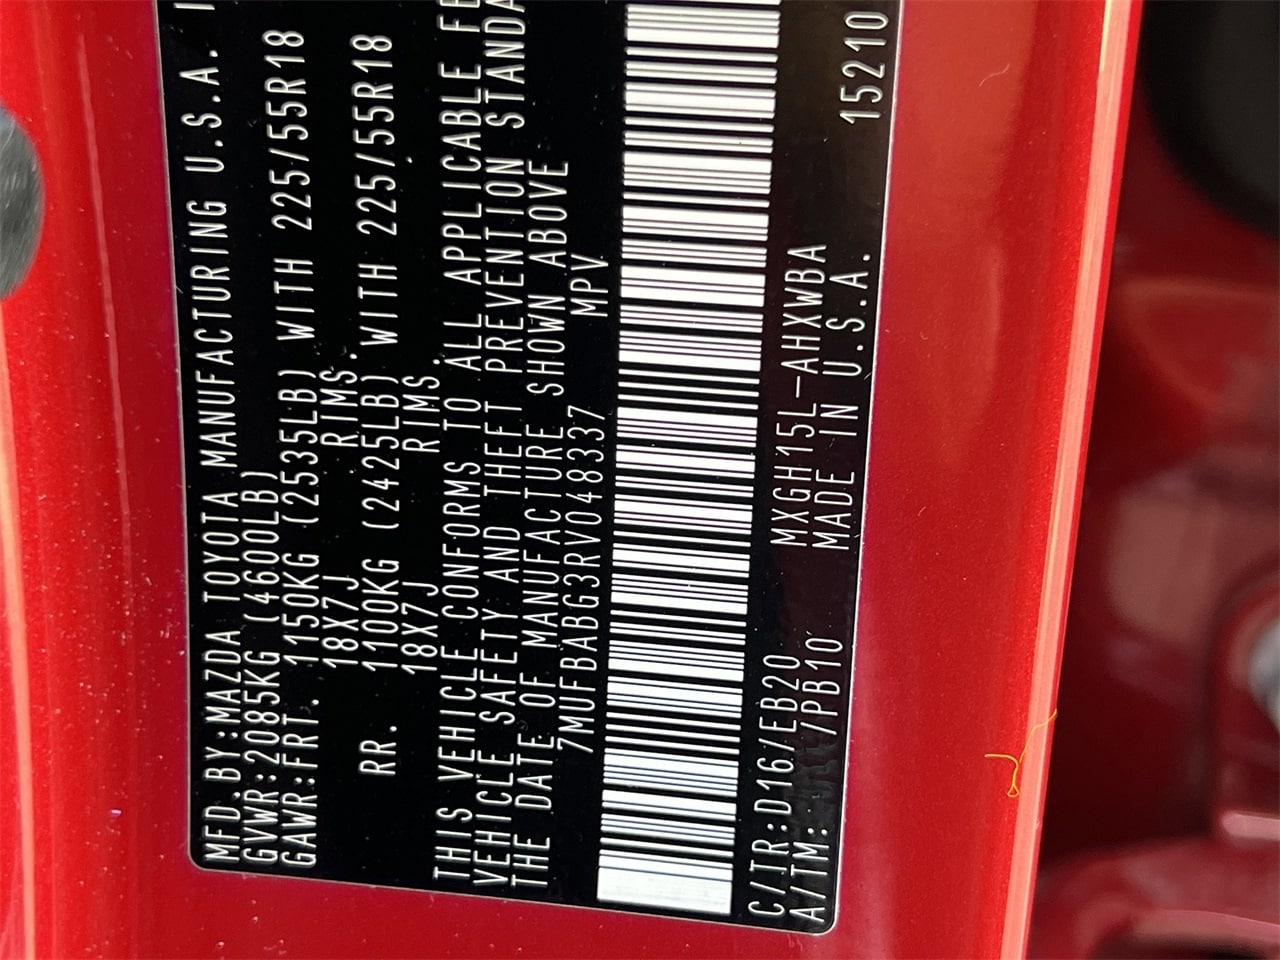 MFD.BY:MAZDA TOYOTA MANUFACTURING U.S.A.
GVWR:2085KG (4600LB)
GAWR:FRT. 1150KG (2535LB) WITH 225/55R18
18X7J RIMS.
RR. 1100KG (2425LB) WITH 225/55R18
18X7J RIMS.
THIS VEHICLE CONFORMS TO ALL APPLICABLE
VEHICLE SAFETY AND THEFT PREVENTION
THE DATE OF MANUFACTURE SHOWN ABOVE
7MUFBABG3RV048337 MPV
C/TR:D16/EB20 MXGH15L-AHXWBA 15210
A/TM: /PB10 MADE IN U.S.A.